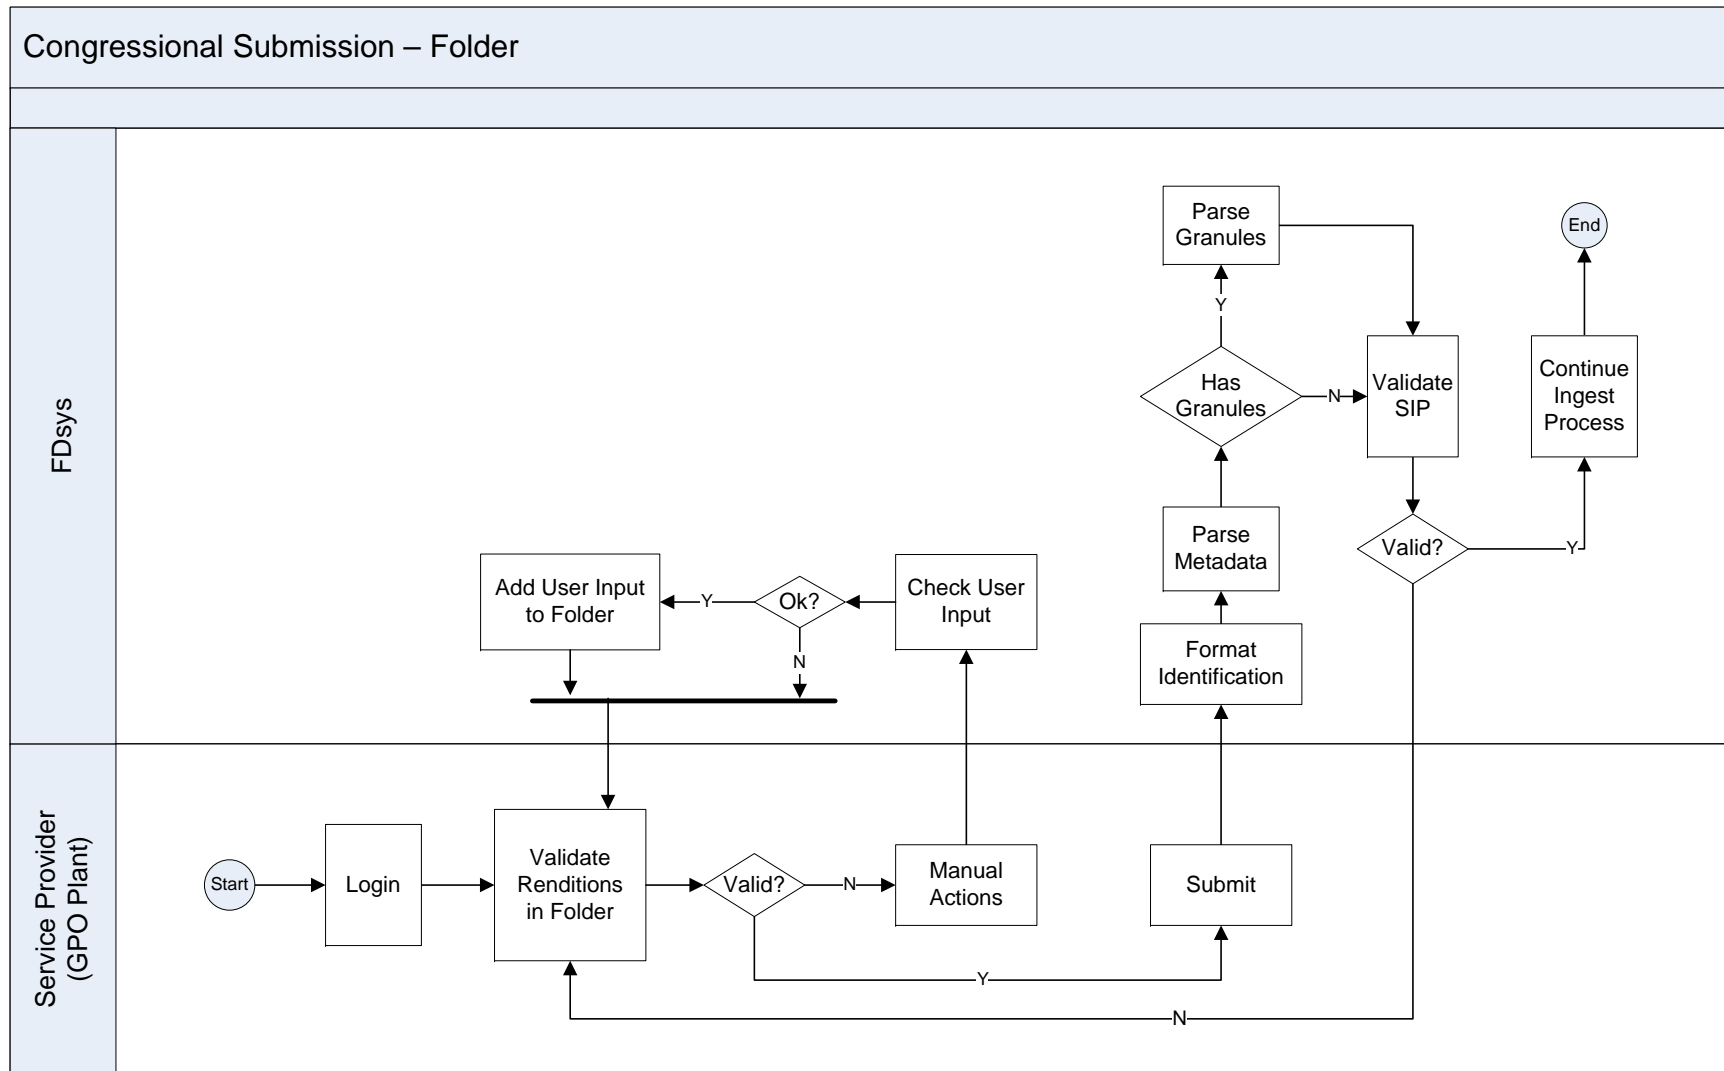 Congressional Submission – Folder
FDsys
Parse
Granules
End
Y
Has
Granules
N
Validate
SIP
Continue
Ingest
Process
Parse
Metadata
Valid?
Y
Add User Input
to Folder
Y
Ok?
Check User
Input
N
Format
Identification
Service Provider
(GPO Plant)
Start
Login
Validate
Renditions
in Folder
Valid?
N
Manual
Actions
Submit
Y
N